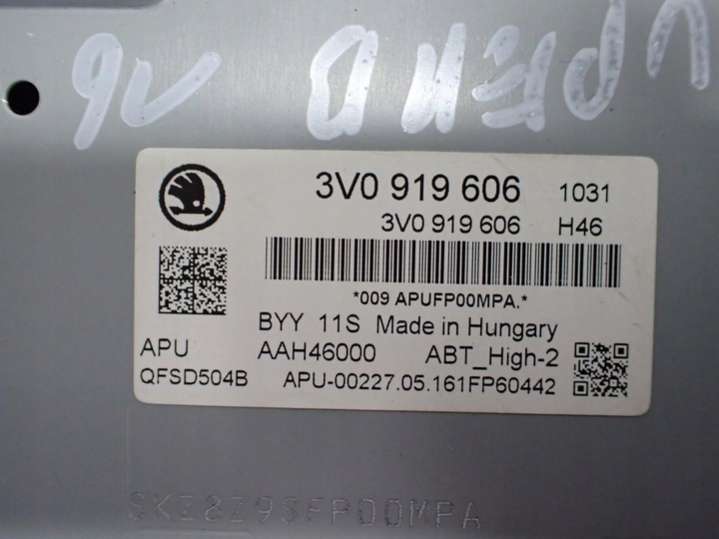 3V0 919 606 1031
3V0 919 606 H46
*009 APUFP00MPA.*
BYY 11S Made in Hungary
APU AAH46000 ABT_High-2
QFSD504B APU-00227.05.161FP60442
SKZ8Z9SFP00MPA